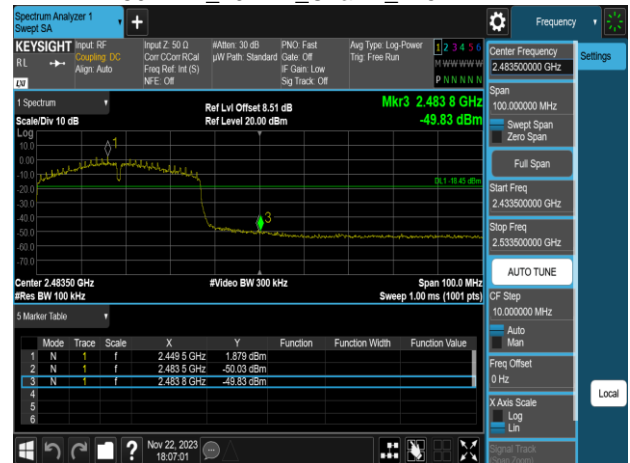 Spectrum Analyzer 1
Swept SA
Frequency
KEYSIGHT
RL
Input: RF
Coupling: DC
Align: Auto
Input Z: 50 Ω
Corr CCorr RCal
Freq Ref: Int (S)
NFE: Off
#Atten: 30 dB
µW Path: Standard
PNO: Fast
Gate: Off
IF Gain: Low
Sig Track: Off
Avg Type: Log-Power
Trig: Free Run
1 2 3 4 5 6
M W W W W W
P N N N N N
LXI
1 Spectrum
Scale/Div 10 dB
Log
Ref Lvl Offset 8.51 dB
Ref Level 20.00 dBm
Mkr3 2.483 8 GHz
-49.83 dBm
10.0
0.00
-10.0
-20.0
-30.0
-40.0
-50.0
-60.0
-70.0
1
3
DL1 -18.45 dBm
Center 2.48350 GHz
#Res BW 100 kHz
#Video BW 300 kHz
Span 100.0 MHz
Sweep 1.00 ms (1001 pts)
5 Marker Table
Mode Trace Scale X Y Function Function Width Function Value
1 N 1 f 2.449 5 GHz 1.879 dBm
2 N 1 f 2.483 5 GHz -50.03 dBm
3 N 1 f 2.483 8 GHz -49.83 dBm
4
5
6
?
Nov 22, 2023
18:07:01
Center Frequency
2.483500000 GHz
Settings
Span
100.000000 MHz
Swept Span
Zero Span
Full Span
Start Freq
2.433500000 GHz
Stop Freq
2.533500000 GHz
AUTO TUNE
CF Step
10.000000 MHz
Auto
Man
Freq Offset
0 Hz
X Axis Scale
Log
Lin
Local
Signal Track
(Span Zoom)